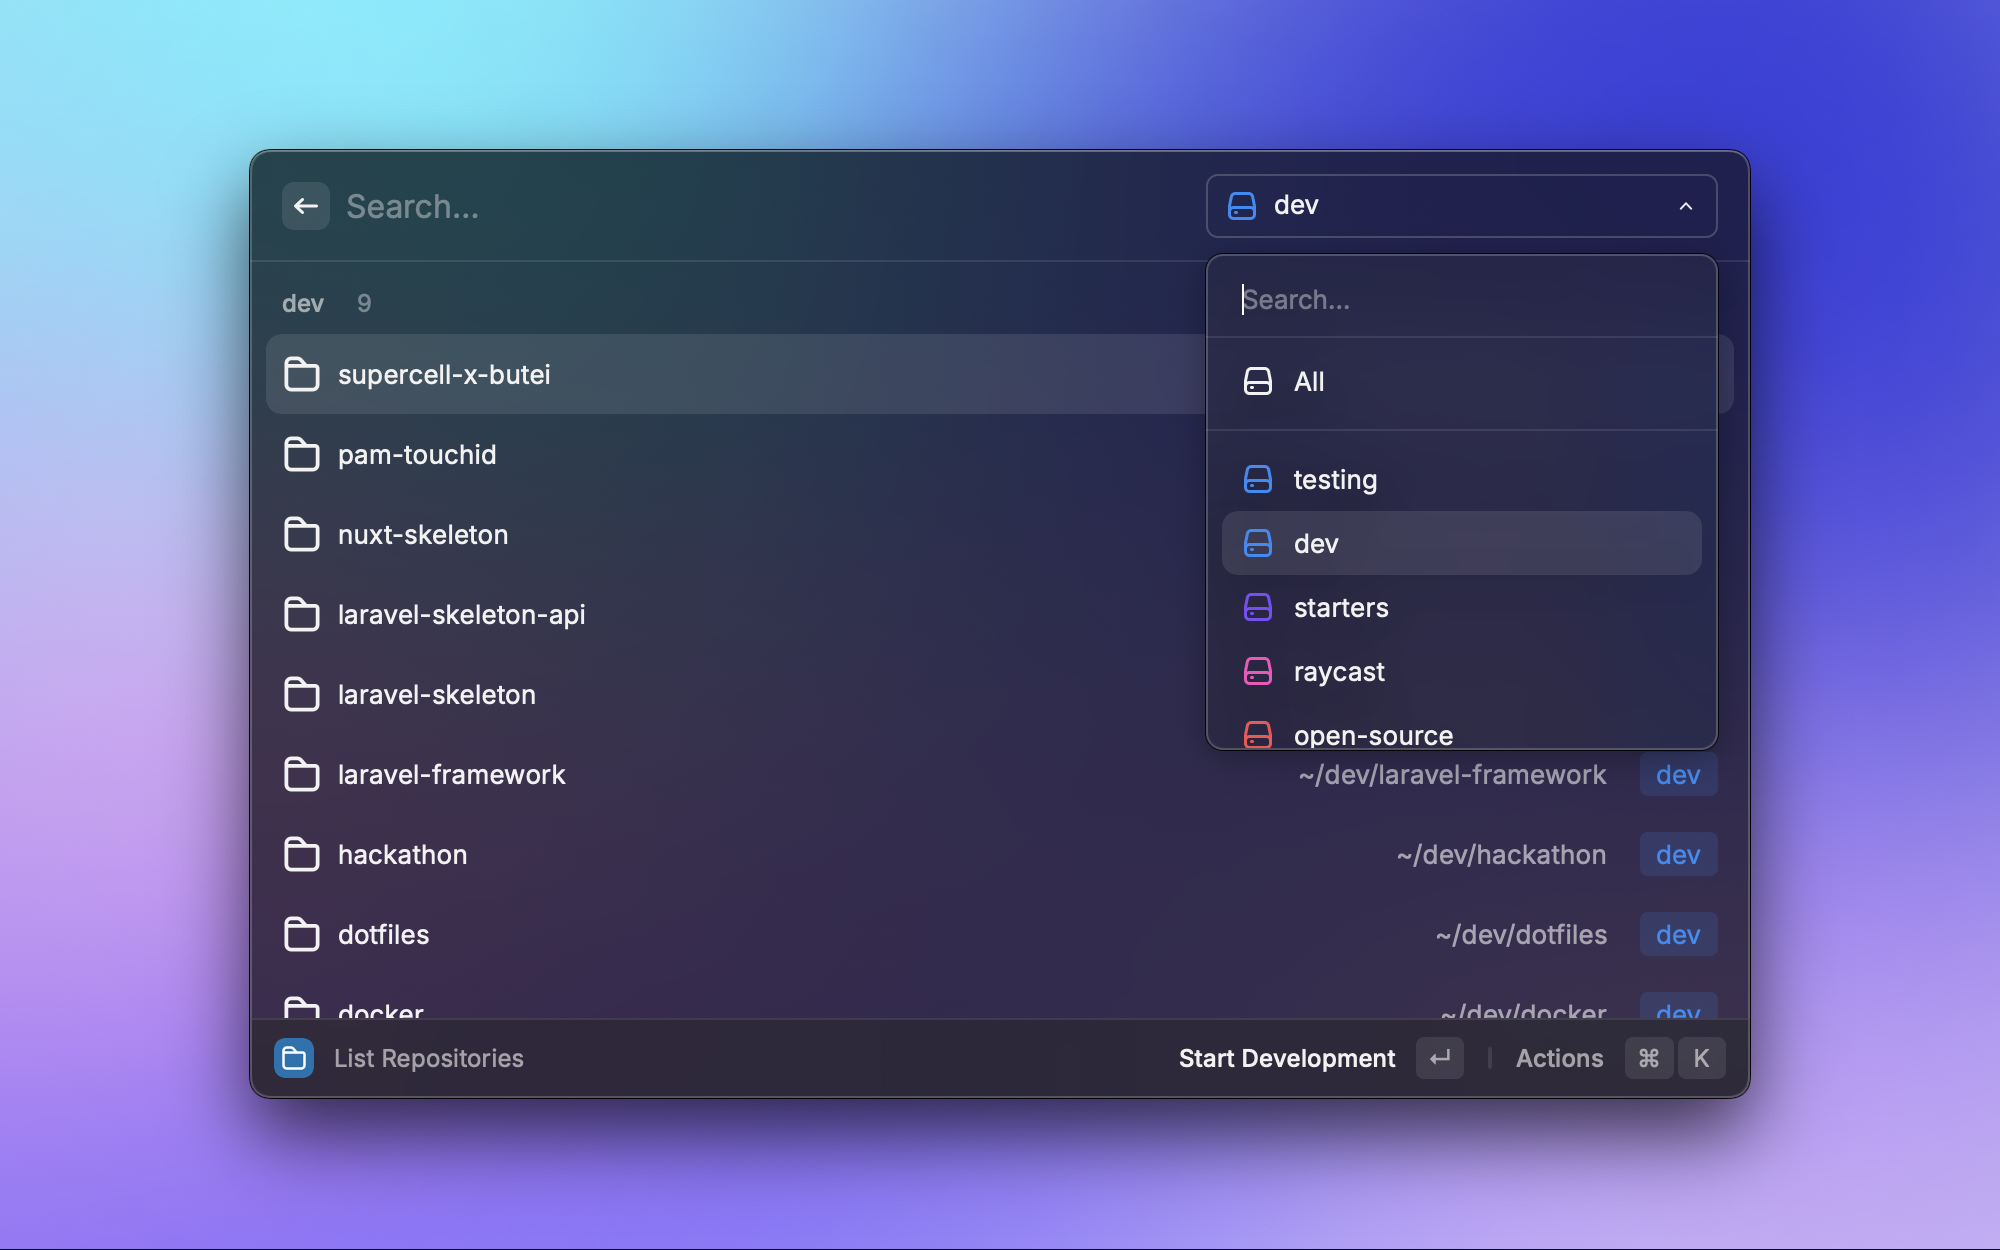 Search...
dev
dev 9
Search...
All
testing
dev
starters
raycast
open-source
supercell-x-butei
pam-touchid
nuxt-skeleton
laravel-skeleton-api
laravel-skeleton
laravel-framework ~/dev/laravel-framework dev
hackathon ~/dev/hackathon dev
dotfiles ~/dev/dotfiles dev
docker ~/dev/docker dev
List Repositories Start Development ↵ Actions ⌘ K